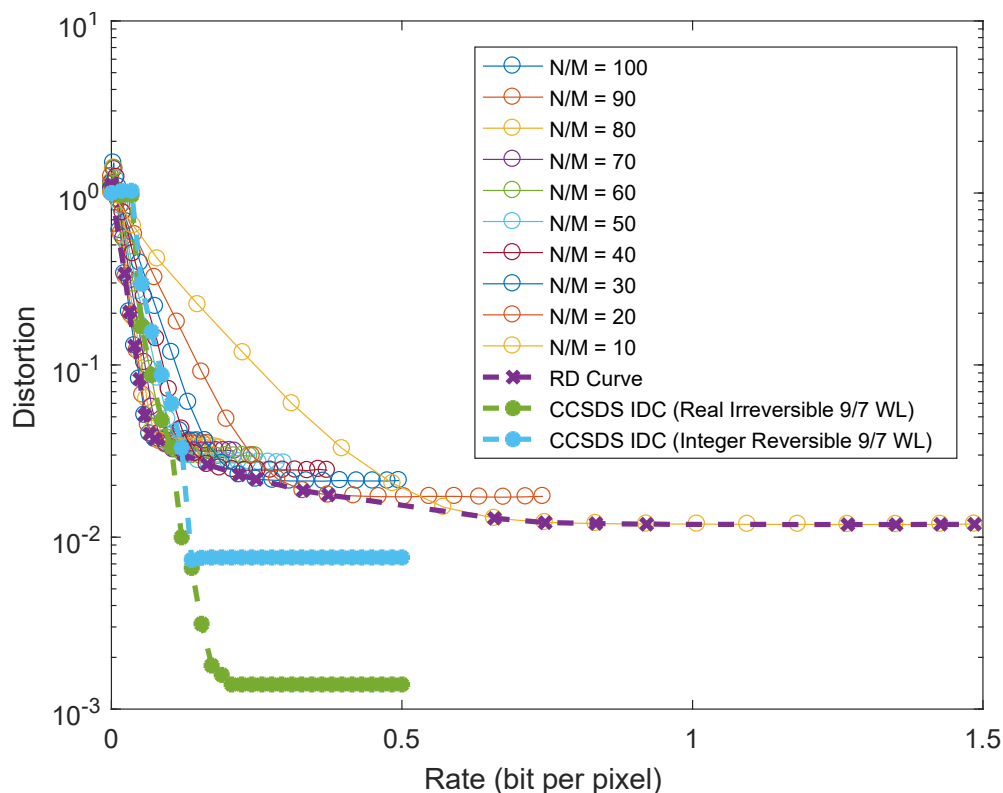 10^1
10^0
10^-1
10^-2
10^-3
Distortion
0
0.5
1
1.5
Rate (bit per pixel)
N/M = 100
N/M = 90
N/M = 80
N/M = 70
N/M = 60
N/M = 50
N/M = 40
N/M = 30
N/M = 20
N/M = 10
RD Curve
CCSDS IDC (Real Irreversible 9/7 WL)
CCSDS IDC (Integer Reversible 9/7 WL)